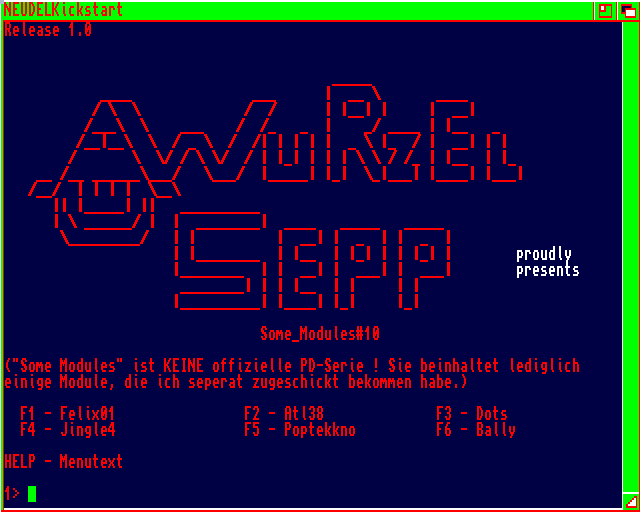 NEUDELKickstart
Release 1.0
WURZEL
SEPP
proudly
presents
Some_Modules#10
("Some Modules" ist KEINE offizielle PD-Serie ! Sie beinhaltet lediglich
einige Module, die ich seperat zugeschickt bekommen habe.)
F1 - Felix01 F2 - Atl38 F3 - Dots
F4 - Jingle4 F5 - Poptekkno F6 - Bally
HELP - Menutext
1>